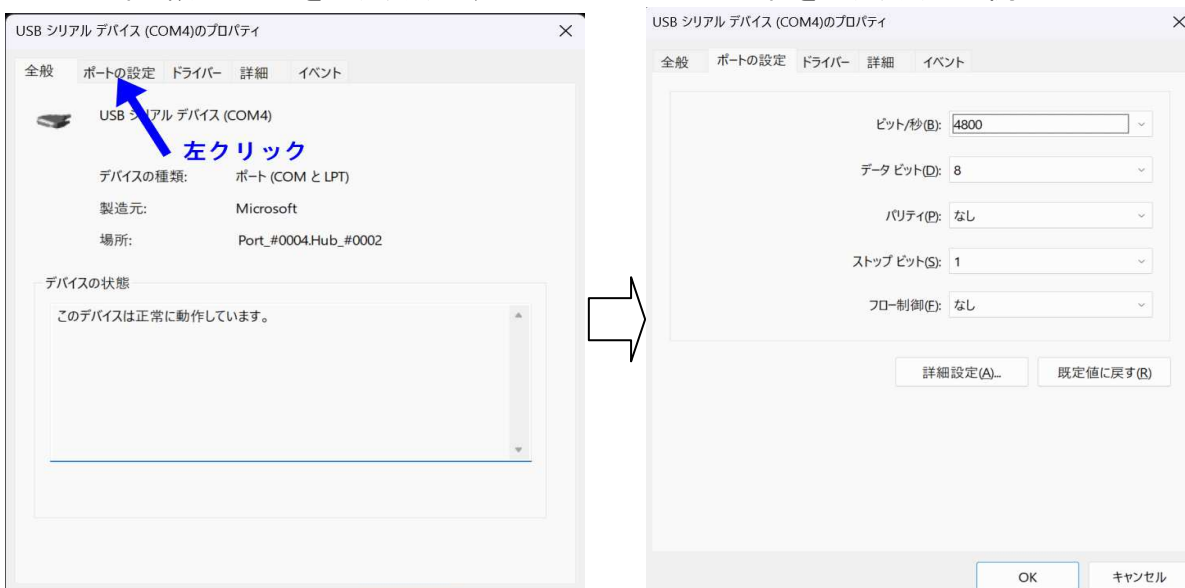 USB シリアル デバイス (COM4)のプロパティ
全般 ポートの設定 ドライバー 詳細 イベント
USB シリアル デバイス (COM4)
左クリック
デバイスの種類: ポート (COM と LPT)
製造元: Microsoft
場所: Port_#0004.Hub_#0002
デバイスの状態
このデバイスは正常に動作しています。
USB シリアル デバイス (COM4)のプロパティ
全般 ポートの設定 ドライバー 詳細 イベント
ビット/秒(B): 4800
データ ビット(D): 8
パリティ(P): なし
ストップ ビット(S): 1
フロー制御(F): なし
詳細設定(A)... 既定値に戻す(R)
OK キャンセル